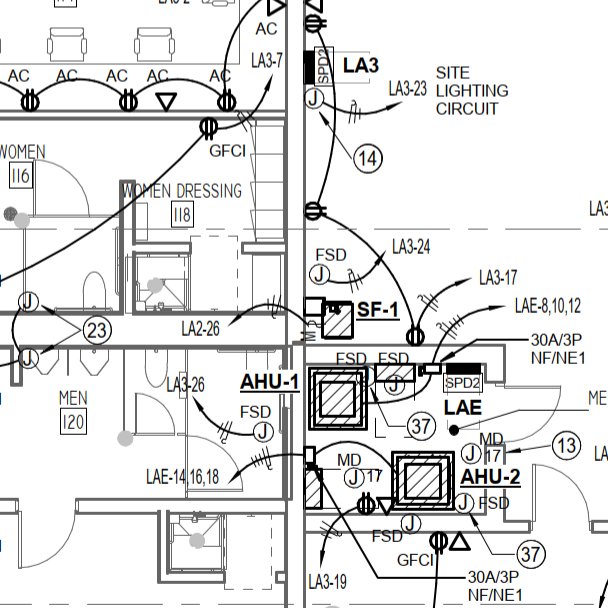 LA3-2
AC
LA3-7
SPD2
LA3
AC AC AC AC
LA3-23
SITE
LIGHTING
CIRCUIT
J
GFCI
14
WOMEN
116
WOMEN DRESSING
118
LA3
FSD
LA3-24
J
LA3-17
J
LA2-26
SF-1
LAE-8,10,12
23
30A/3P
NF/NE1
J
FSD FSD
J
SPD2
LA3-26
AHU-1
MEN
120
FSD
J
LAE
37
ME
MD
J 17
13
LAE-14,16,18
MD
J 17
AHU-2
LA
J FSD
J
FSD
GFCI
37
LA3-19
30A/3P
NF/NE1